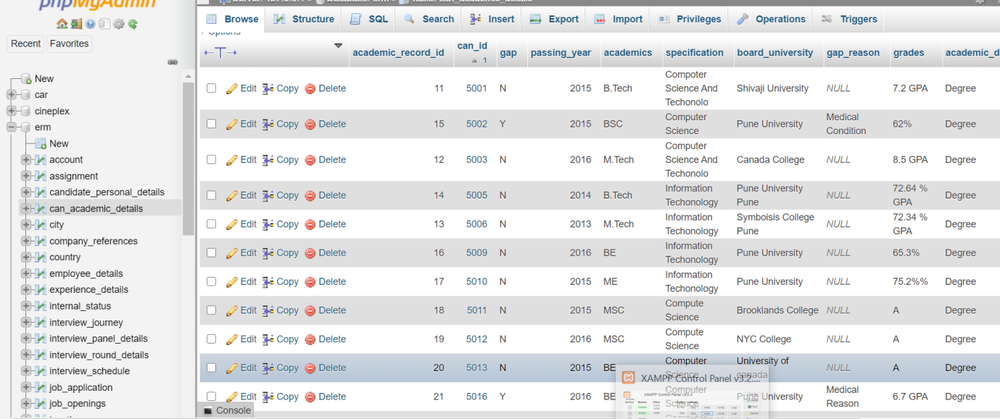 phpMyAdmin
Recent Favorites
New
car
cineplex
erm
New
account
assignment
candidate_personal_details
can_academic_details
city
company_references
country
employee_details
experience_details
internal_status
interview_journey
interview_panel_details
interview_round_details
interview_schedule
job_application
job_openings
Server: 127.0.0.1 » Database: erm » Table: can_academic_details
Browse Structure SQL Search Insert Export Import Privileges Operations Triggers
+ Options
←T→ academic_record_id can_id 1 gap passing_year academics specification board_university gap_reason grades academic_d
Edit Copy Delete 11 5001 N 2015 B.Tech Compoter Shivaji University NULL 7.2 GPA Degree
Science And
Techonolo
Edit Copy Delete 15 5002 Y 2015 BSC Computer Pune University Medical 62% Degree
Science Condition
Edit Copy Delete 12 5003 N 2016 M.Tech Computer Canada College NULL 8.5 GPA Degree
Science And
Techonolo
Edit Copy Delete 14 5005 N 2014 B.Tech Information Pune University NULL 72.64 % Degree
Techonology Pune GPA
Edit Copy Delete 13 5006 N 2013 M.Tech Information Symboisis College NULL 72.34 % Degree
Techonology Pune GPA
Edit Copy Delete 16 5009 N 2016 BE Information Pune University NULL 65.3% Degree
Techonology
Edit Copy Delete 17 5010 N 2015 ME Information Pune University NULL 75.2%% Degree
Techonology
Edit Copy Delete 18 5011 N 2015 MSC Compute Brooklands College NULL A Degree
Science
Edit Copy Delete 19 5012 N 2016 MSC Compute NYC College NULL A Degree
Science
Edit Copy Delete 20 5013 N 2015 BE Computer University of NULL A Degree
Science canada
XAMPP Control Panel v3.2....
Edit Copy Delete 21 5016 Y 2016 BE Computer Pune University Medical 6.7 GPA Degree
Science Reason
Console